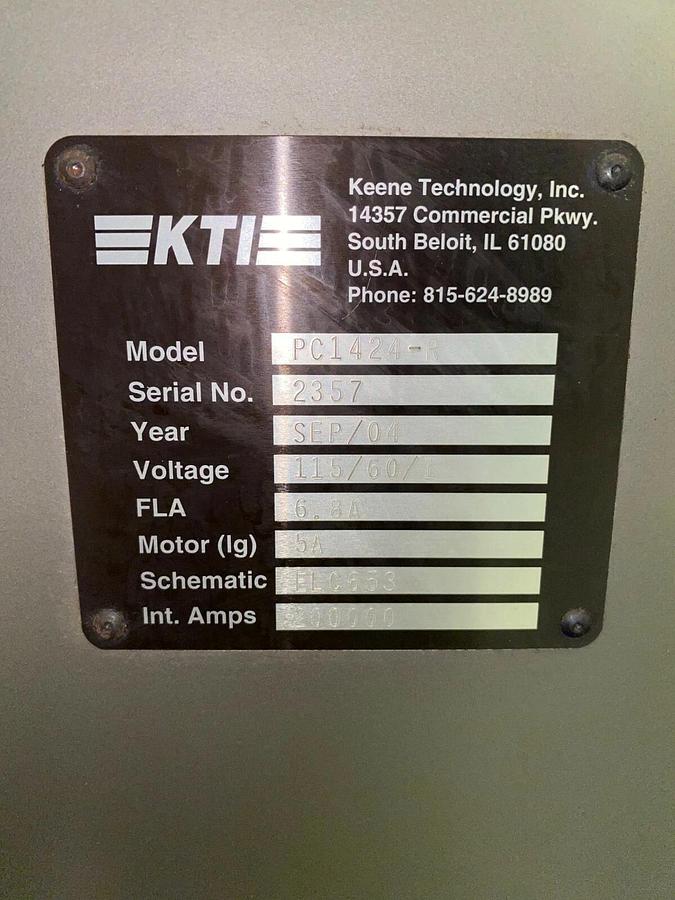 KTI
Keene Technology, Inc.
14357 Commercial Pkwy.
South Beloit, IL 61080
U.S.A.
Phone: 815-624-8989
Model PC1424-R
Serial No. 2357
Year SEP/04
Voltage 115/60/1
FLA 6.8A
Motor (lg) 5A
Schematic ELC653
Int. Amps 200000